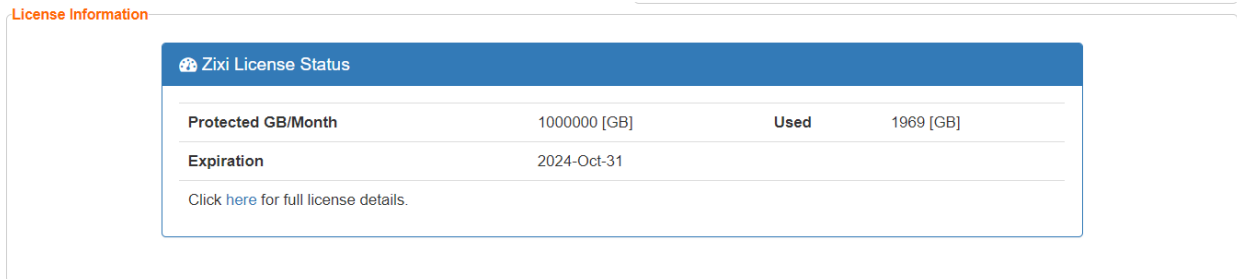 License Information
Zixi License Status
Protected GB/Month 1000000 [GB] Used 1969 [GB]
Expiration 2024-Oct-31
Click here for full license details.